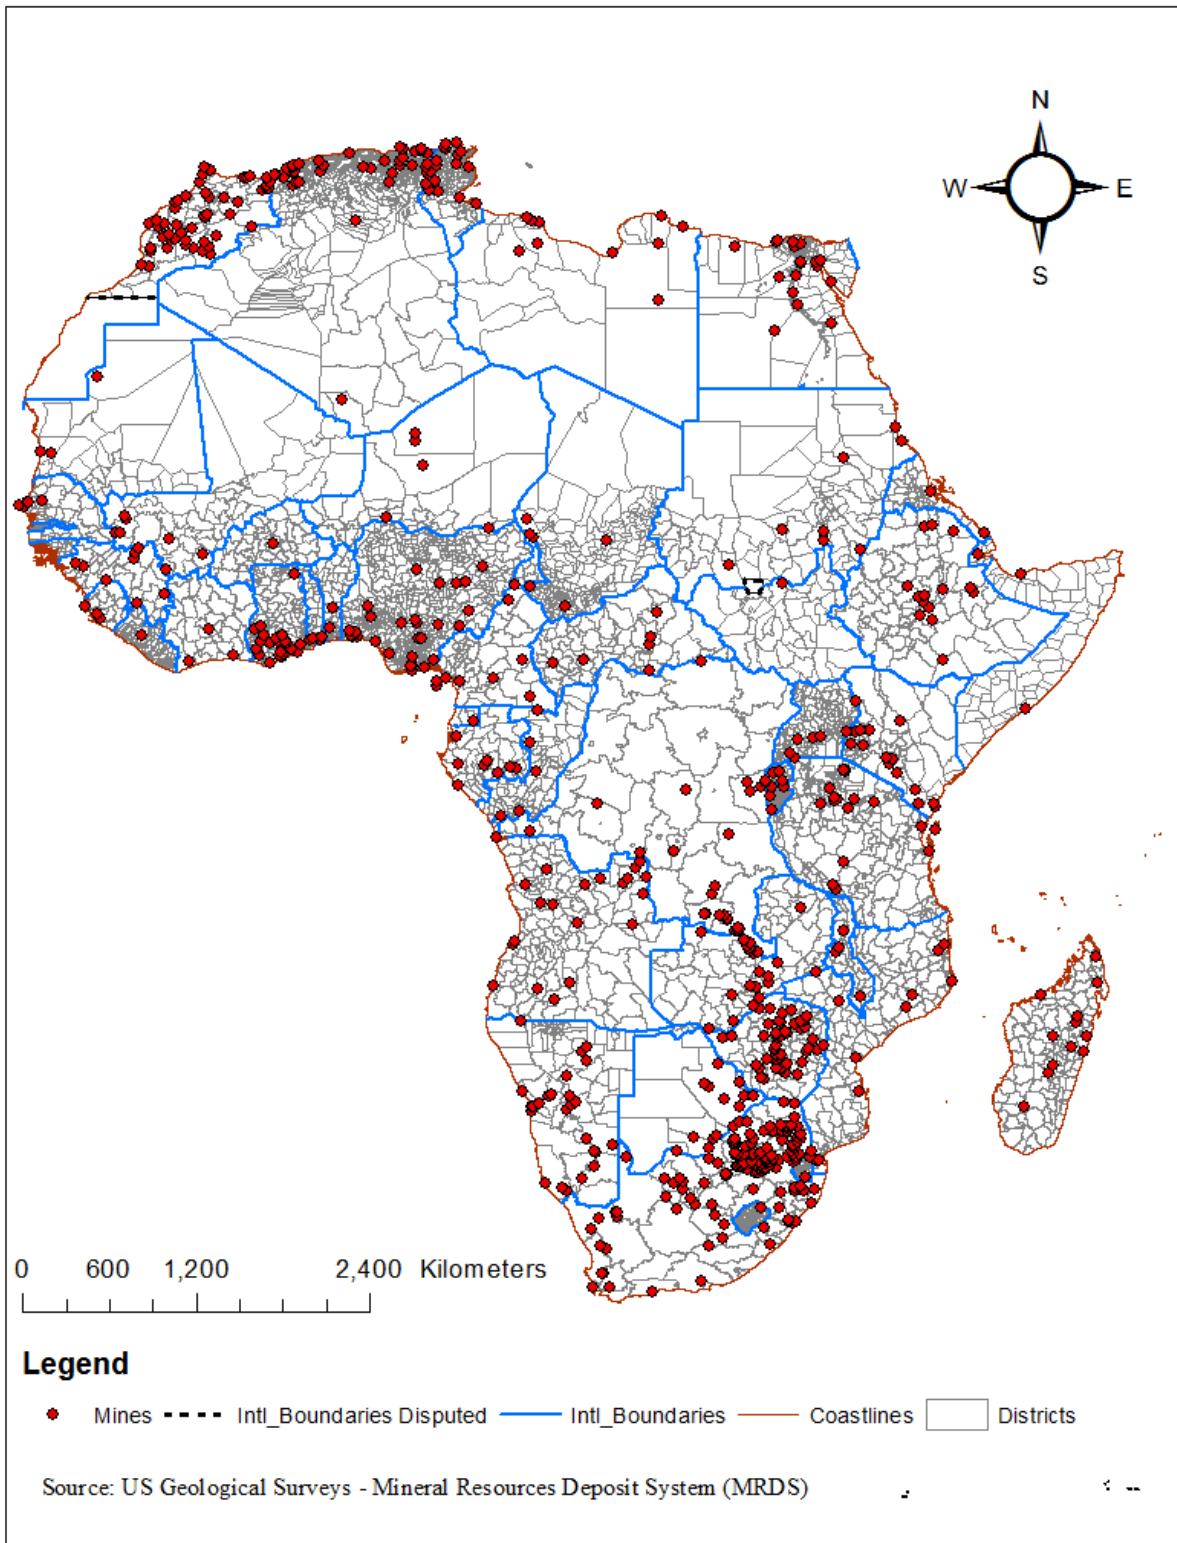 N
W E
S
0 600 1,200 2,400 Kilometers
Legend
Mines Intl_Boundaries Disputed Intl_Boundaries Coastlines Districts
Source: US Geological Surveys - Mineral Resources Deposit System (MRDS)